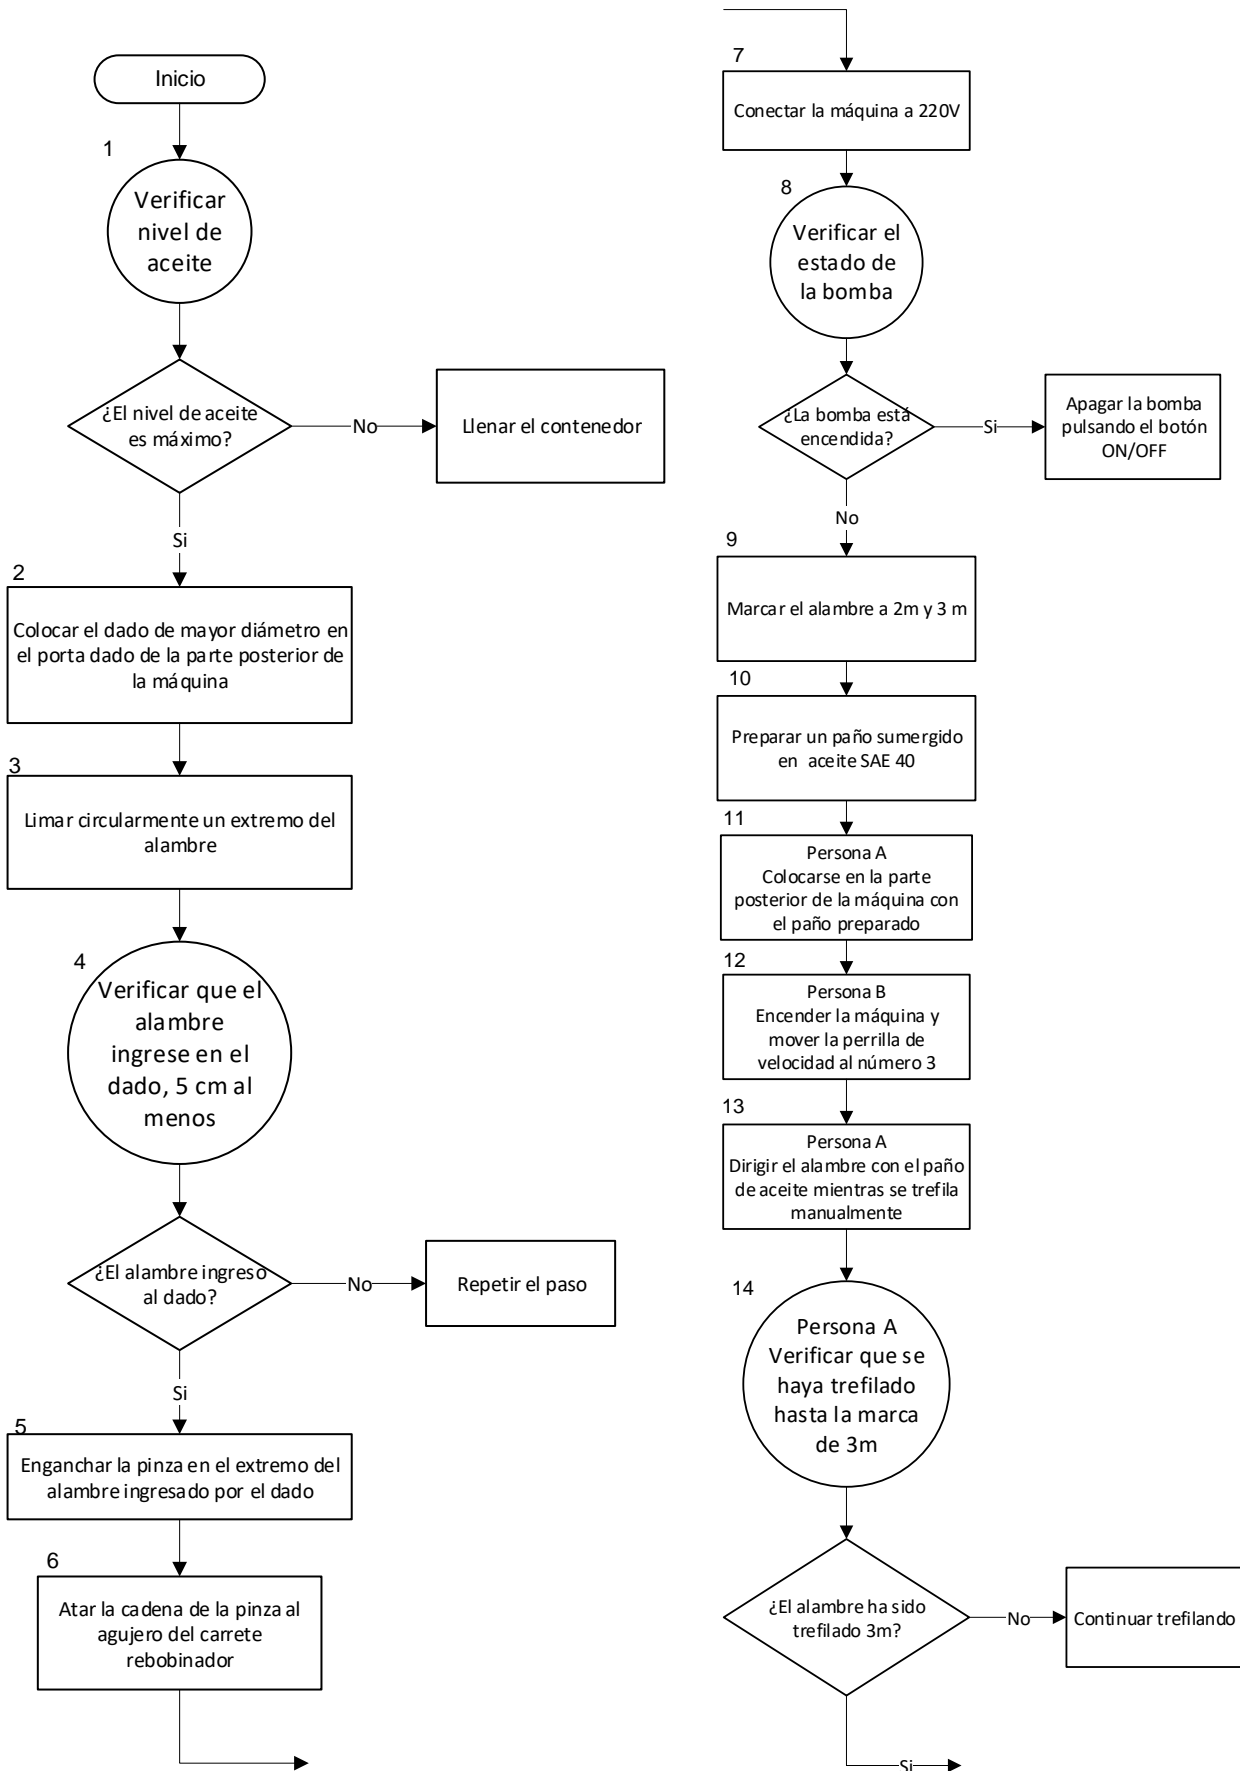 Inicio
1
Verificar
nivel de
aceite
¿El nivel de aceite
es máximo?
No
Llenar el contenedor
Si
2
Colocar el dado de mayor diámetro en
el porta dado de la parte posterior de
la máquina
3
Limar circularmente un extremo del
alambre
4
Verificar que el
alambre
ingrese en el
dado, 5 cm al
menos
¿El alambre ingreso
al dado?
No
Repetir el paso
Si
5
Enganchar la pinza en el extremo del
alambre ingresado por el dado
6
Atar la cadena de la pinza al
agujero del carrete
rebobinador
7
Conectar la máquina a 220V
8
Verificar el
estado de
la bomba
¿La bomba está
encendida?
Si
Apagar la bomba
pulsando el botón
ON/OFF
No
9
Marcar el alambre a 2m y 3 m
10
Preparar un paño sumergido
en aceite SAE 40
11
Persona A
Colocarse en la parte
posterior de la máquina con
el paño preparado
12
Persona B
Encender la máquina y
mover la perrilla de
velocidad al número 3
13
Persona A
Dirigir el alambre con el paño
de aceite mientras se trefila
manualmente
14
Persona A
Verificar que se
haya trefilado
hasta la marca
de 3m
¿El alambre ha sido
trefilado 3m?
No
Continuar trefilando
Si